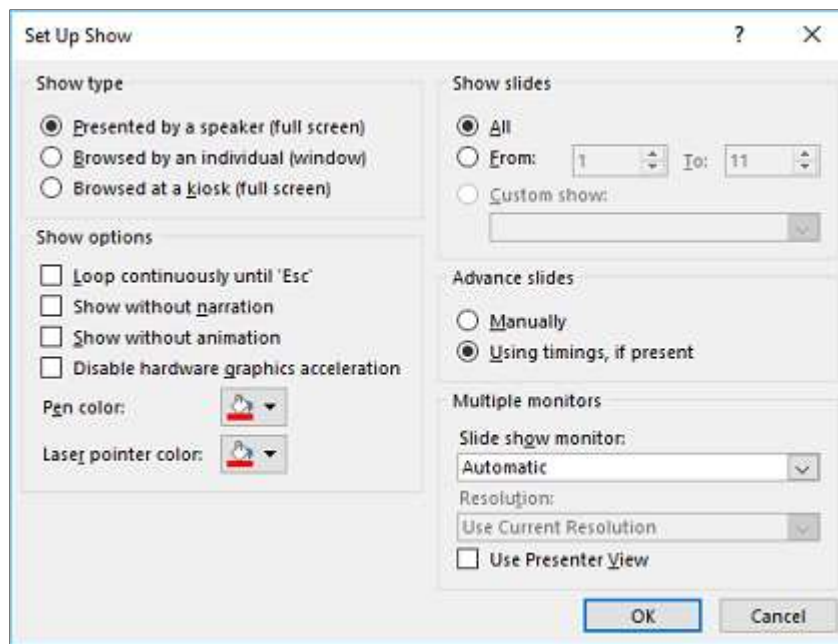 Set Up Show
?
Show type
Presented by a speaker (full screen)
Browsed by an individual (window)
Browsed at a kiosk (full screen)
Show options
Loop continuously until 'Esc'
Show without narration
Show without animation
Disable hardware graphics acceleration
Pen color:
Laser pointer color:
Show slides
All
From: 1 To: 11
Custom show:
Advance slides
Manually
Using timings, if present
Multiple monitors
Slide show monitor:
Automatic
Resolution:
Use Current Resolution
Use Presenter View
OK Cancel